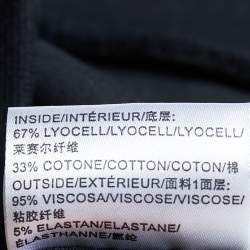 INSIDE/INTÉRIEUR/底层:
67% LYOCELL/LYOCELL/LYOCELL/
莱赛尔纤维
33% COTONE/COTTON/COTON/棉
OUTSIDE/EXTÉRIEUR/面料1面层:
95% VISCOSA/VISCOSE/VISCOSE/
粘胶纤维
5% ELASTAN/ELASTANE/
ÉLASTHANNE/氨纶